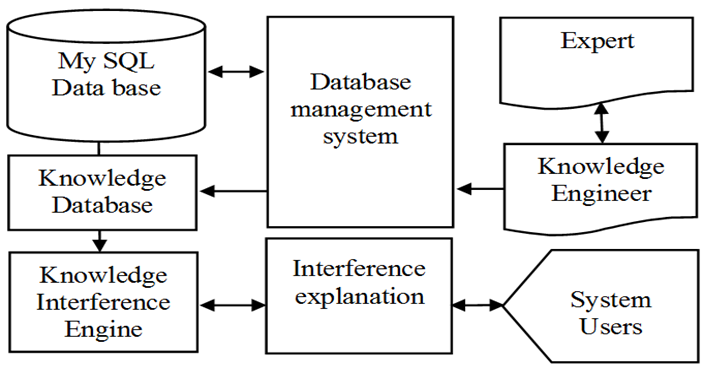 My SQL
Data base
Database
management
system
Expert
Knowledge
Database
Knowledge
Engineer
Knowledge
Interference
Engine
Interference
explanation
System
Users